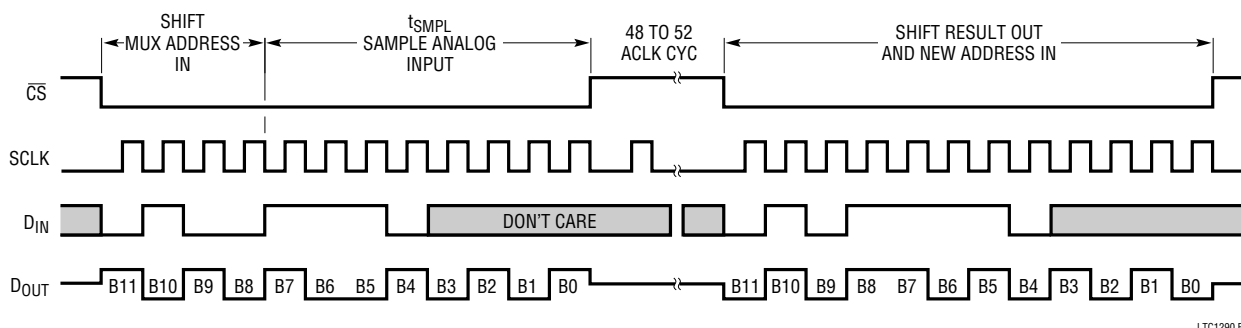 SHIFT
MUX ADDRESS
IN
tSMPL
SAMPLE ANALOG
INPUT
48 TO 52
ACLK CYC
SHIFT RESULT OUT
AND NEW ADDRESS IN
CS
SCLK
DIN
DON'T CARE
DOUT
B11 B10 B9 B8 B7 B6 B5 B4 B3 B2 B1 B0
B11 B10 B9 B8 B7 B6 B5 B4 B3 B2 B1 B0
LTC1290 F